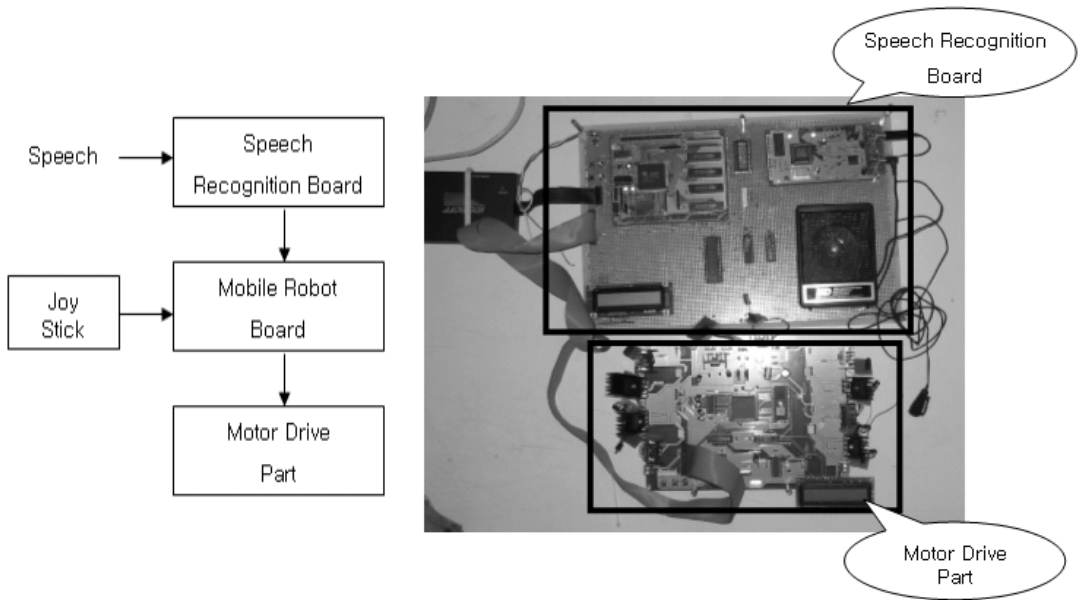 Speech
Speech
Recognition Board
Joy
Stick
Mobile Robot
Board
Motor Drive
Part
Speech Recognition
Board
Motor Drive
Part